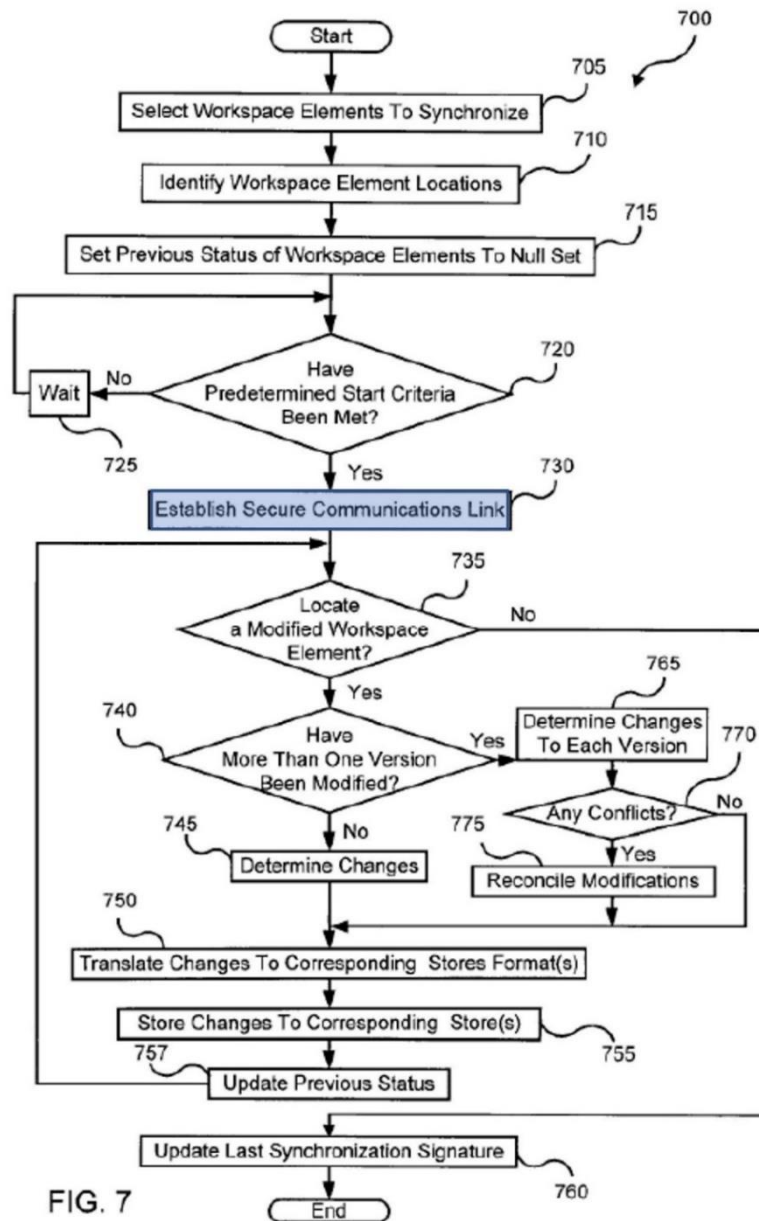 Start
700
705
Select Workspace Elements To Synchronize
710
Identify Workspace Element Locations
715
Set Previous Status of Workspace Elements To Null Set
720
Have
Predetermined Start Criteria
Been Met?
No
Wait
725
Yes
730
Establish Secure Communications Link
735
Locate
a Modified Workspace
Element?
No
Yes
740
Have
More Than One Version
Been Modified?
Yes
765
Determine Changes
To Each Version
770
Any Conflicts?
No
Yes
775
Reconcile Modifications
No
745
Determine Changes
750
Translate Changes To Corresponding Stores Format(s)
Store Changes To Corresponding Store(s)
755
757
Update Previous Status
Update Last Synchronization Signature
760
FIG. 7
End